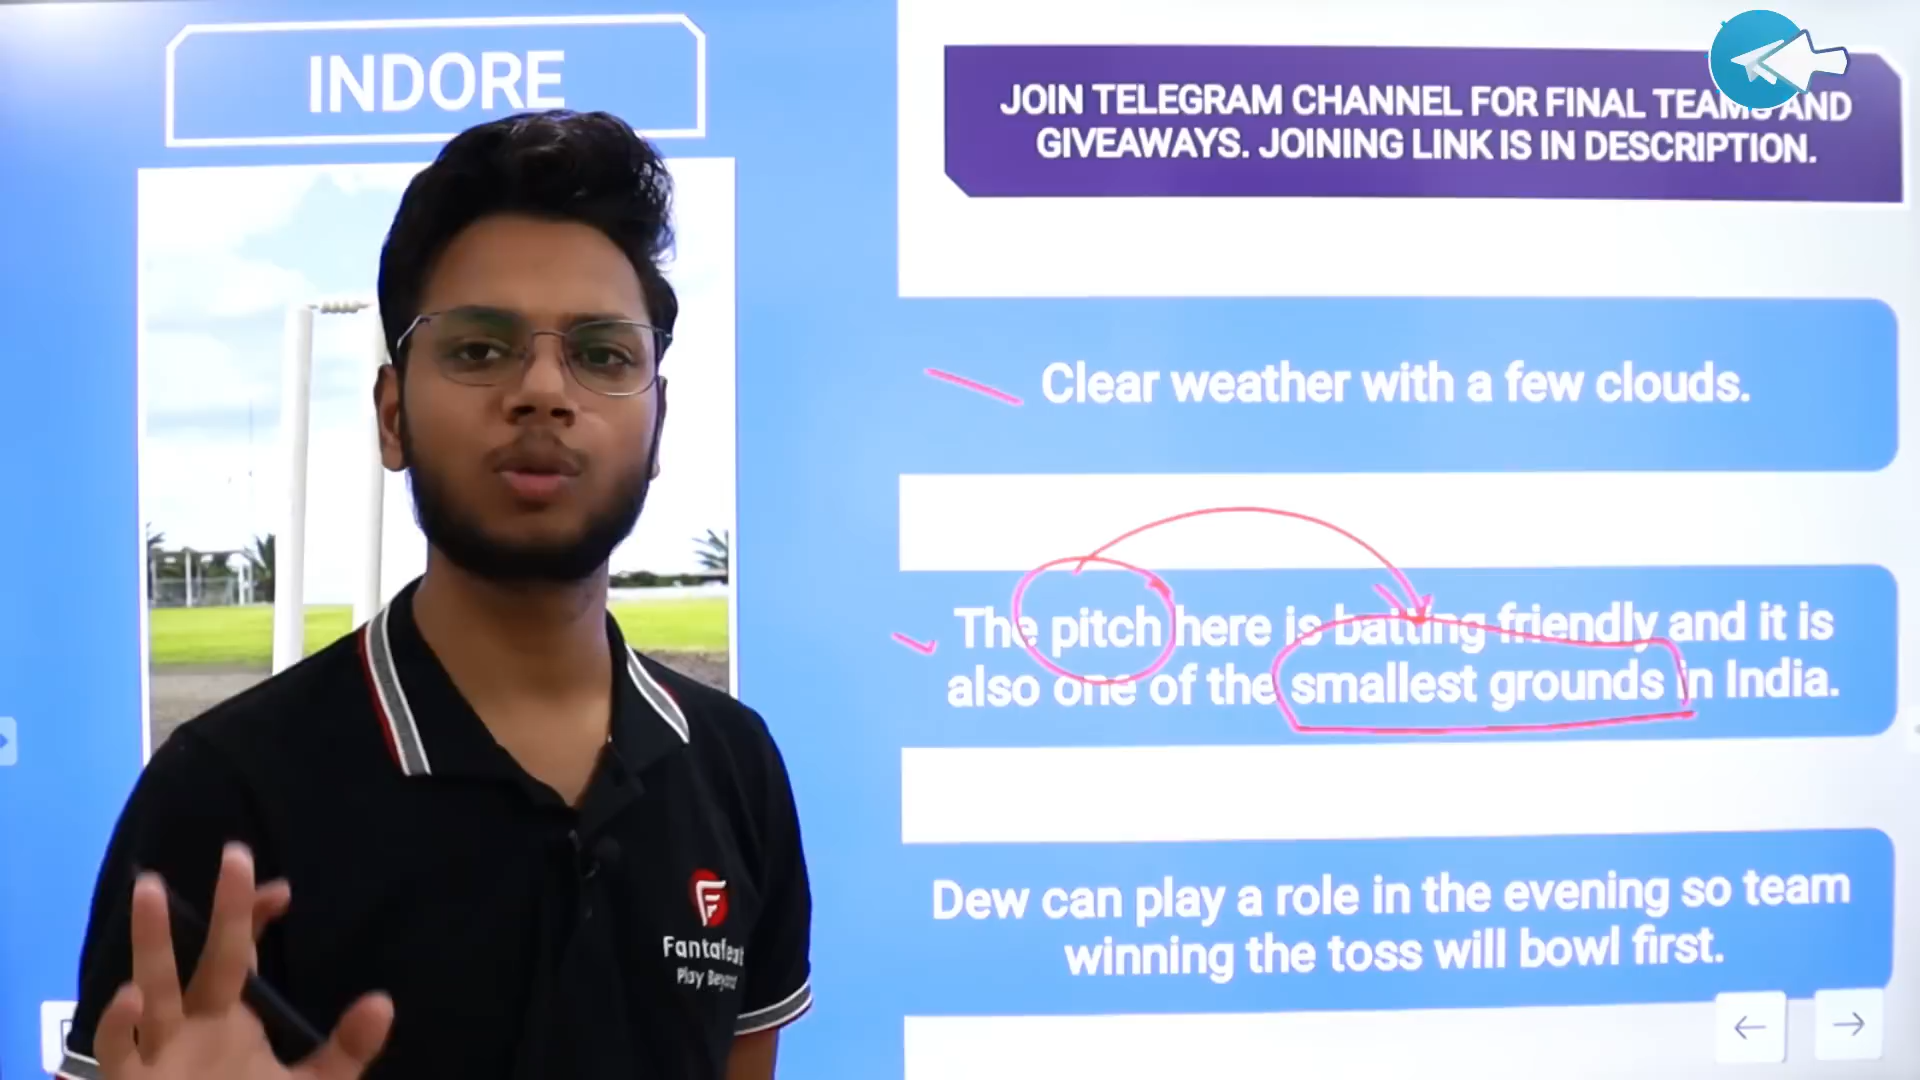 INDORE
JOIN TELEGRAM CHANNEL FOR FINAL TEAMS AND
GIVEAWAYS. JOINING LINK IS IN DESCRIPTION.
Clear weather with a few clouds.
The pitch here is batting friendly and it is
also one of the smallest grounds in India.
Dew can play a role in the evening so team
winning the toss will bowl first.
Fantafeat
Play Beyond